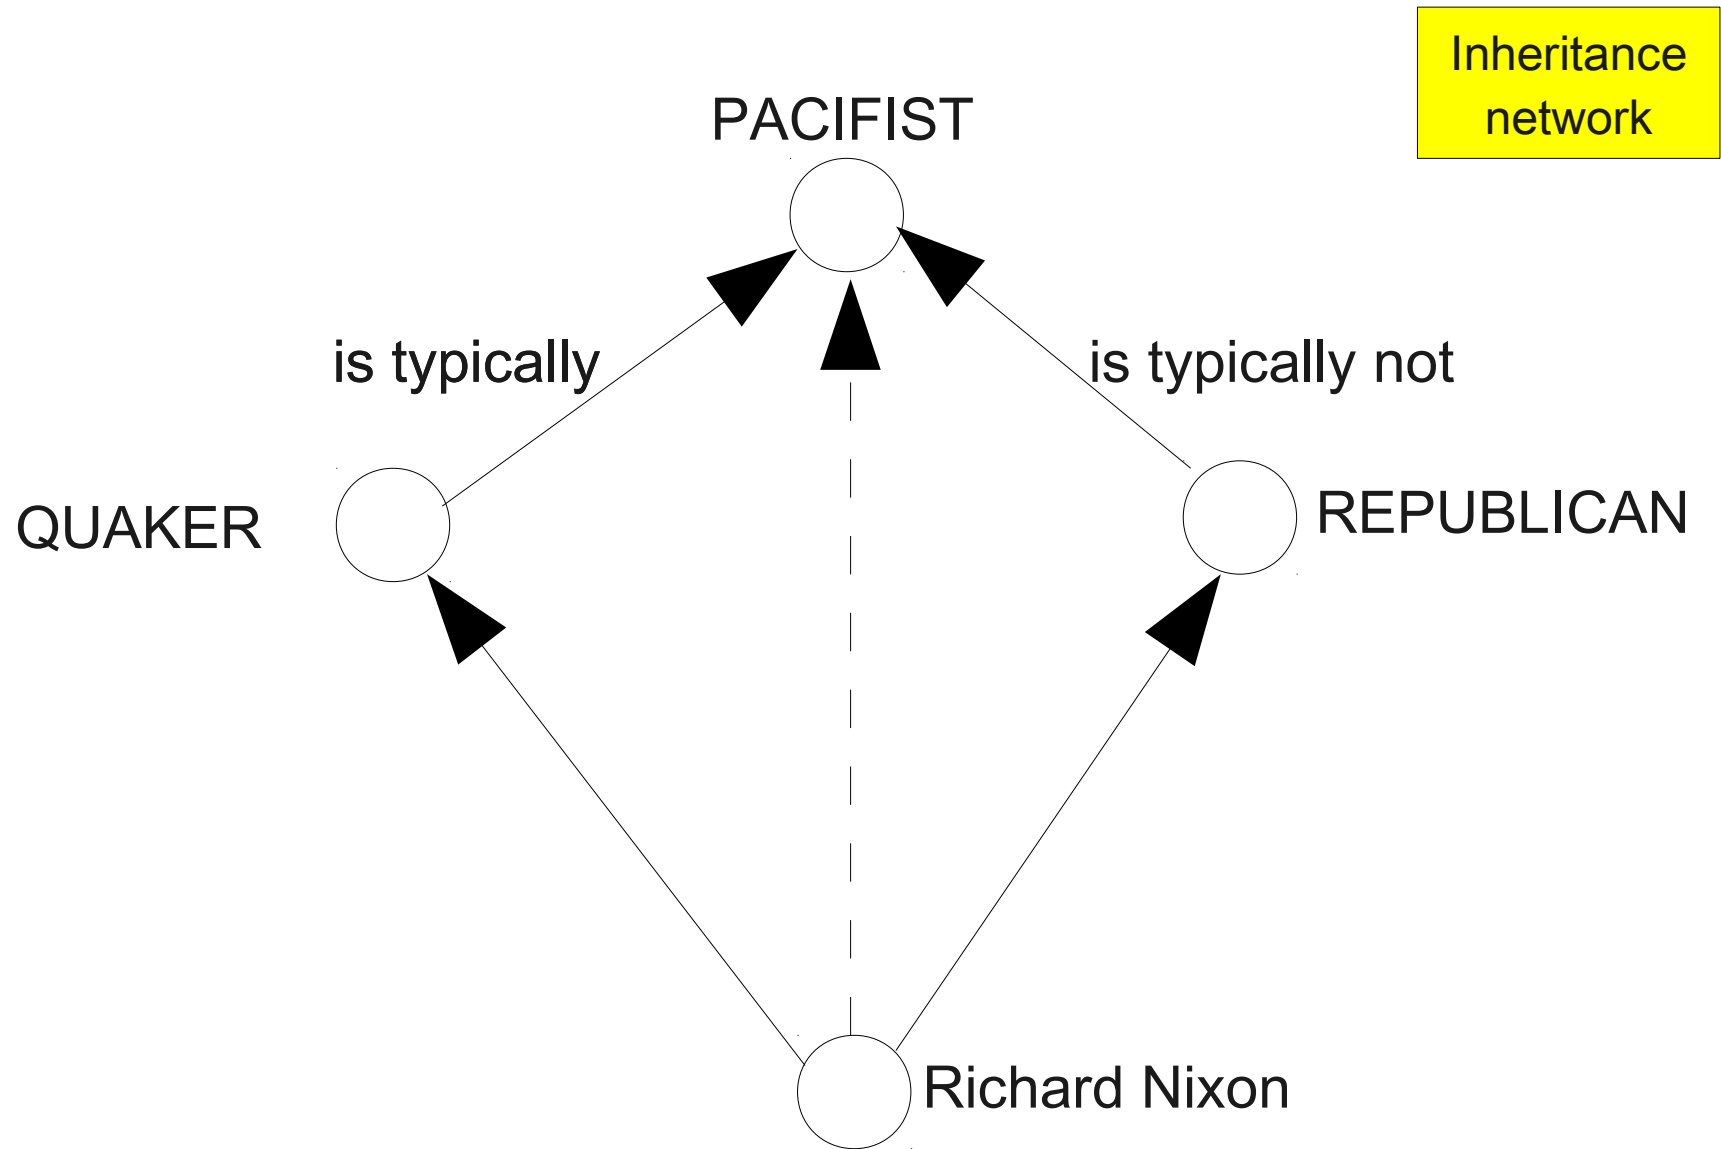 Inheritance
network
PACIFIST
is typically
is typically not
QUAKER
REPUBLICAN
Richard Nixon